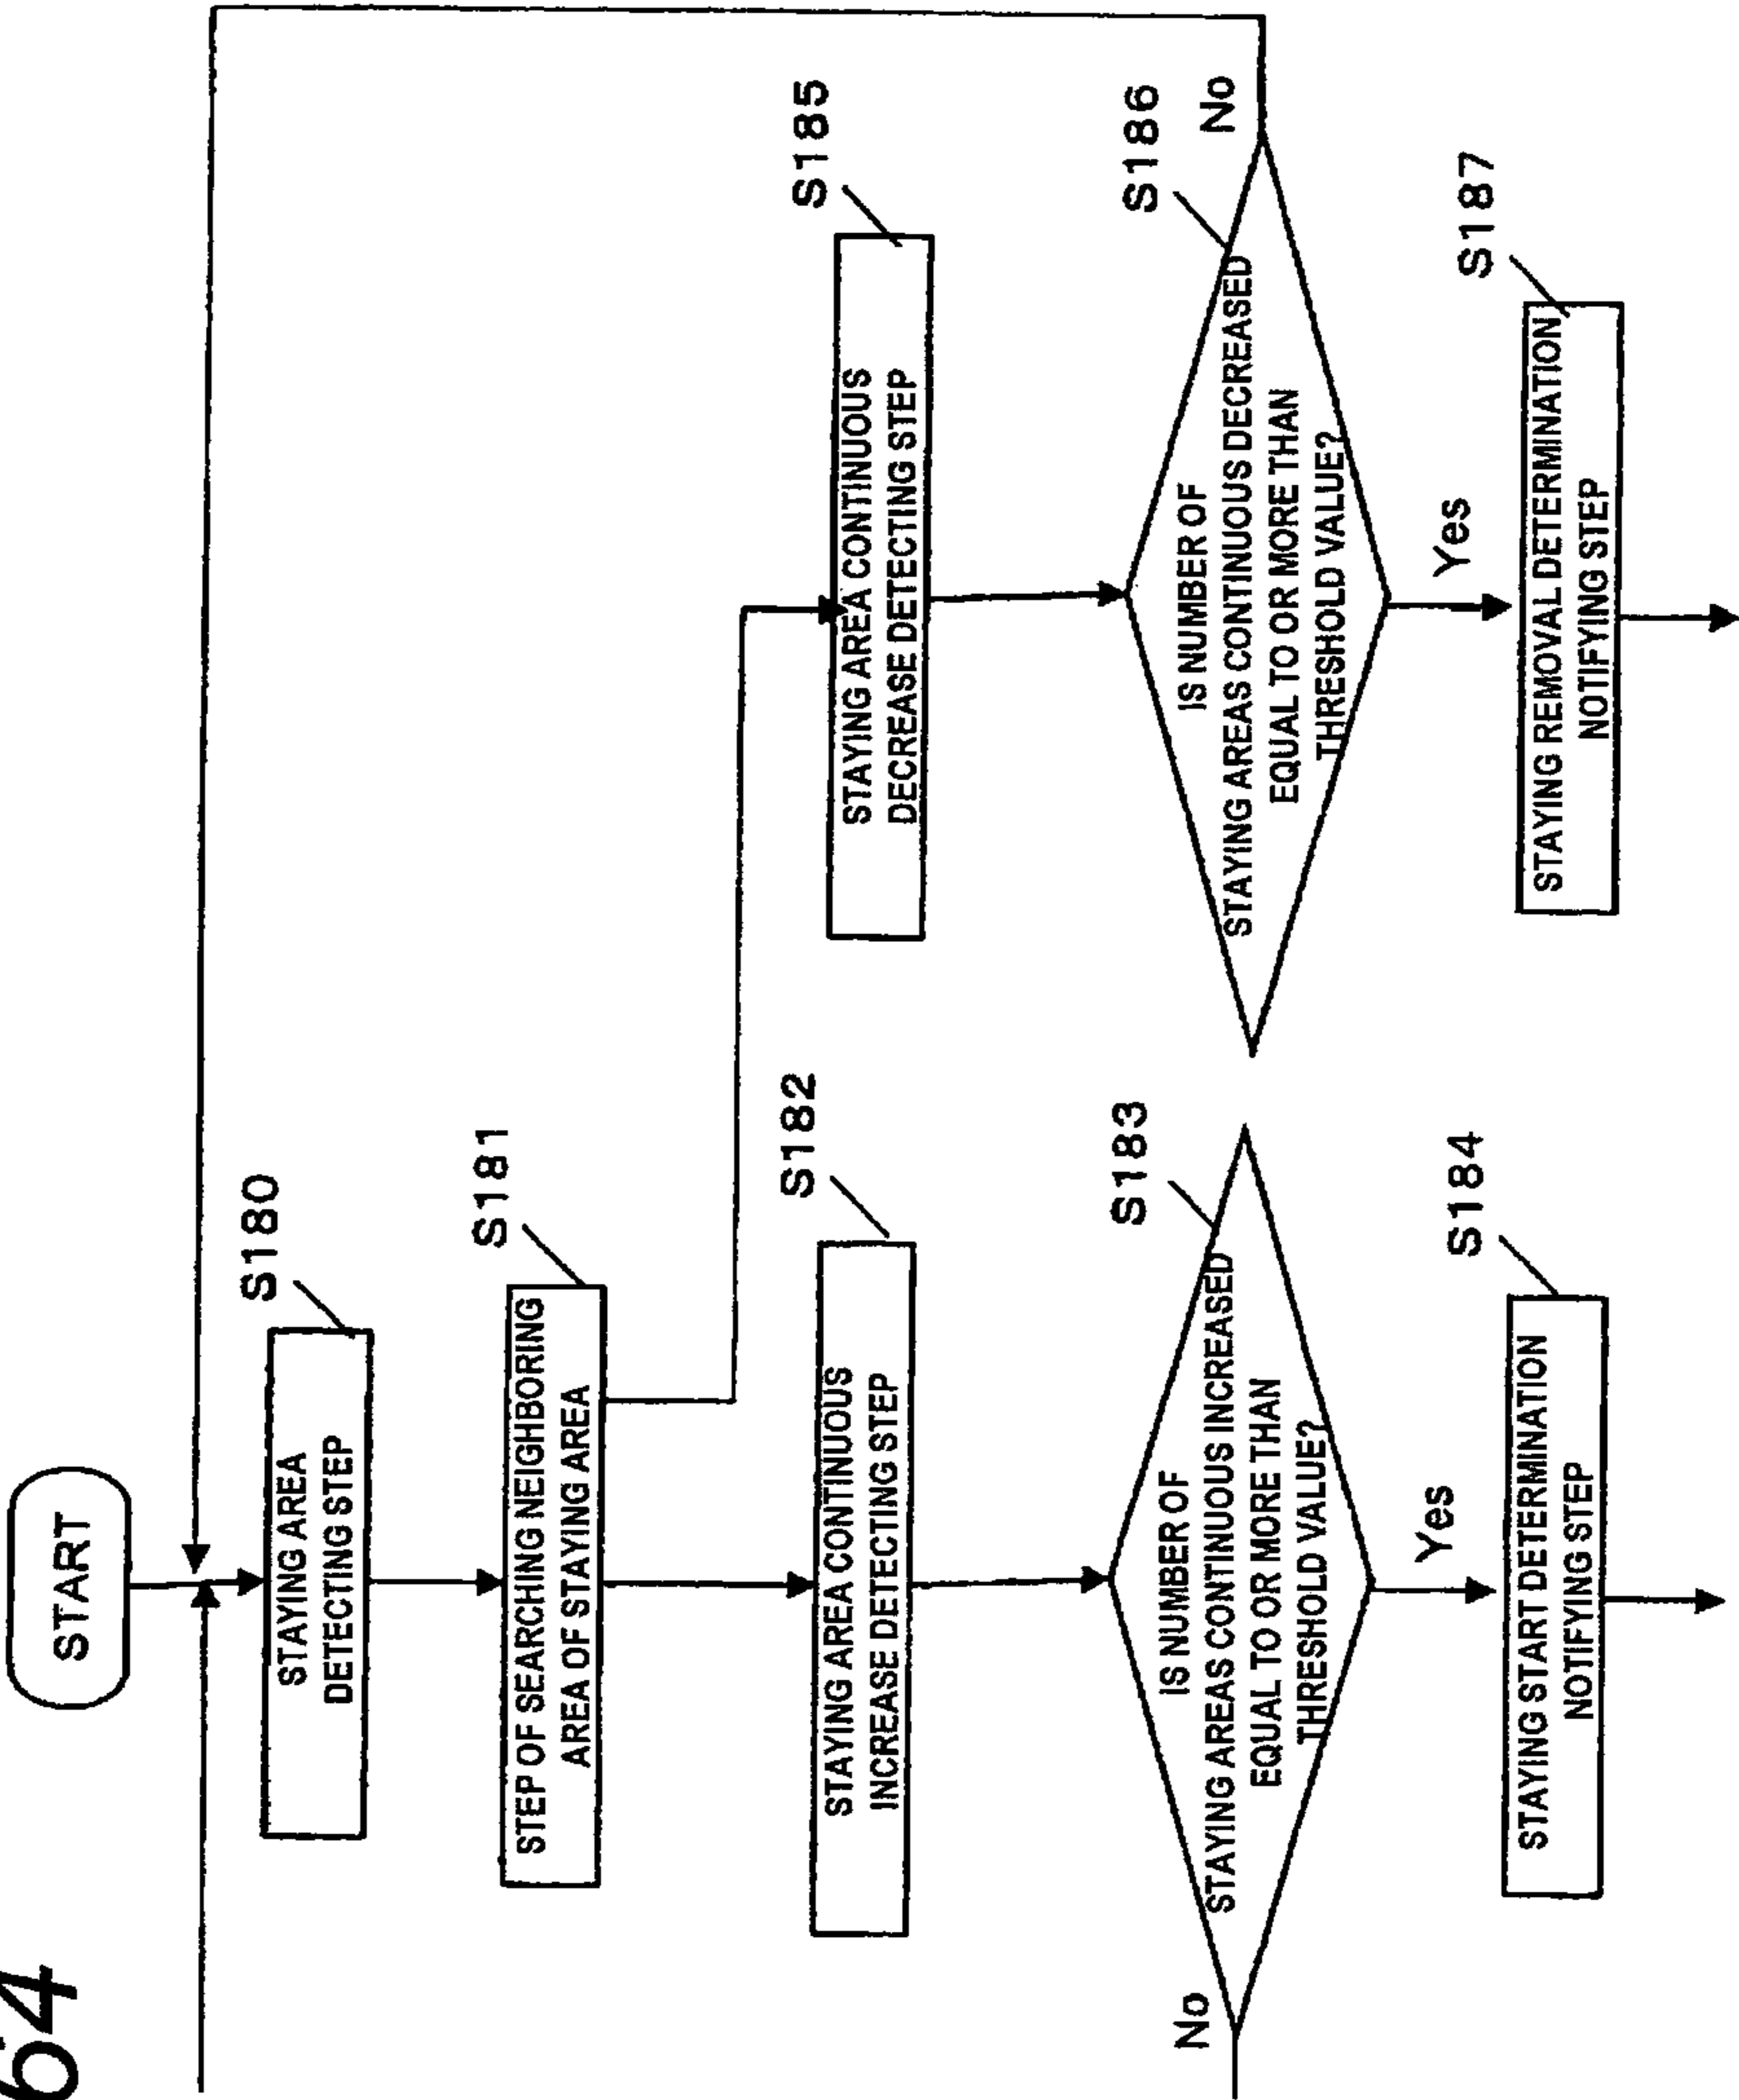 64
START
S180
STAYING AREA
DETECTING STEP
S181
STEP OF SEARCHING NEIGHBORING
AREA OF STAYING AREA
S182
STAYING AREA CONTINUOUS
INCREASE DETECTING STEP
S185
STAYING AREA CONTINUOUS
DECREASE DETECTING STEP
S183
No
IS NUMBER OF
STAYING AREAS CONTINUOUS INCREASED
EQUAL TO OR MORE THAN
THRESHOLD VALUE?
Yes
S186
No
IS NUMBER OF
STAYING AREAS CONTINUOUS DECREASED
EQUAL TO OR MORE THAN
THRESHOLD VALUE?
Yes
S184
STAYING START DETERMINATION
NOTIFYING STEP
S187
STAYING REMOVAL DETERMINATION
NOTIFYING STEP